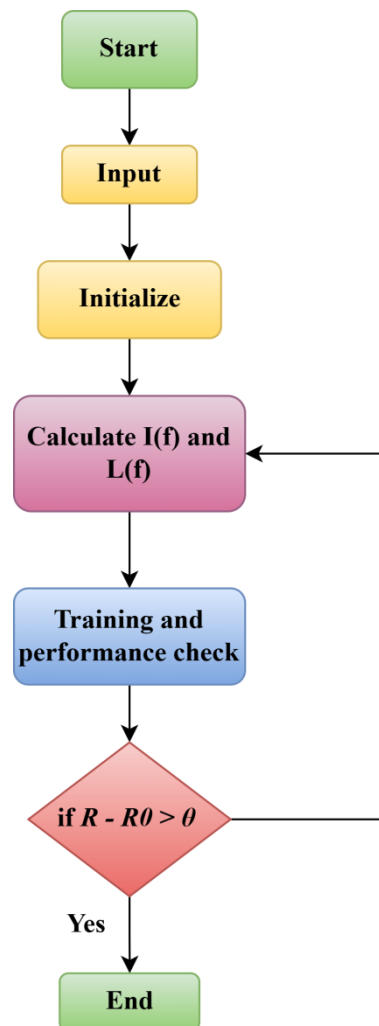 Start
Input
Initialize
Calculate I(f) and
L(f)
Training and
performance check
if R - R0 > θ
Yes
End